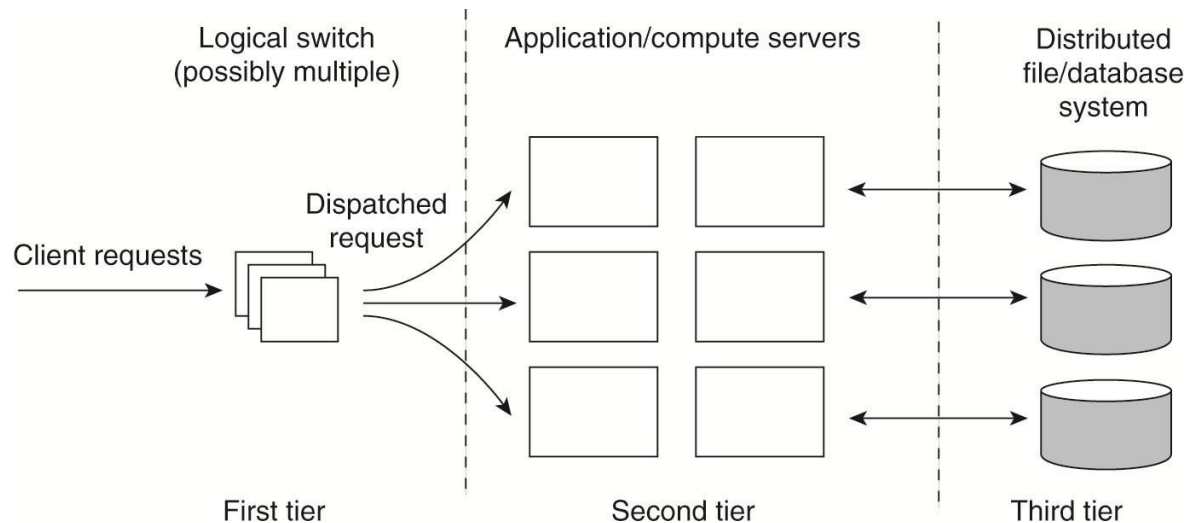 Logical switch
(possibly multiple)
Application/compute servers
Distributed
file/database
system
Dispatched
request
Client requests
First tier
Second tier
Third tier